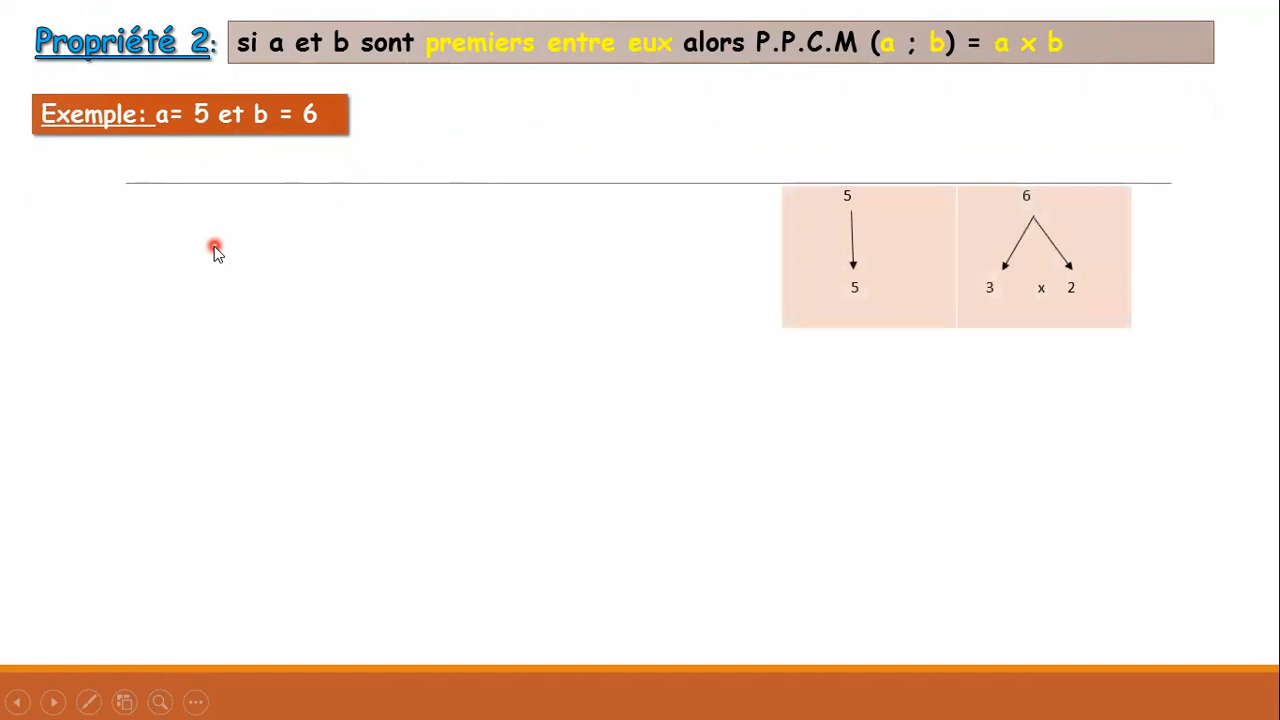 Propriété 2: si a et b sont premiers entre eux alors P.P.C.M (a ; b) = a x b
Exemple: a= 5 et b = 6
5 6
5 3 x 2